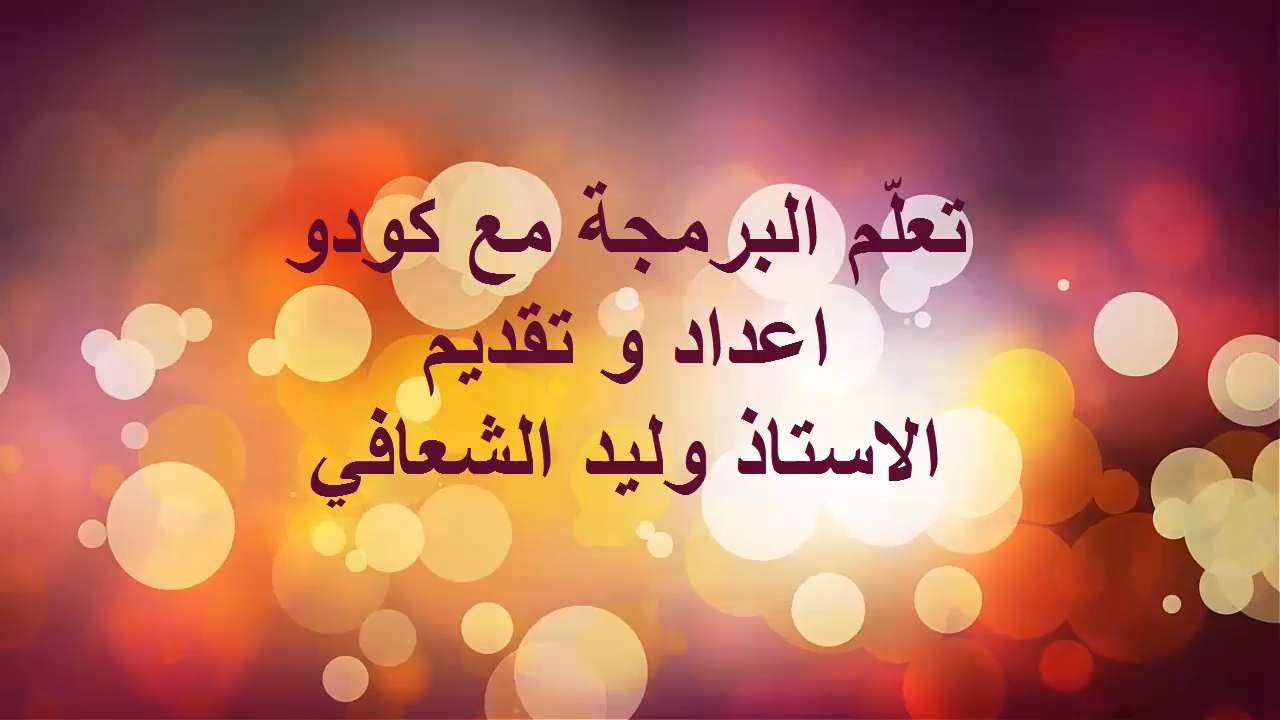 تعلّم البرمجة مع كودو
اعداد و تقديم
الاستاذ وليد الشعافي